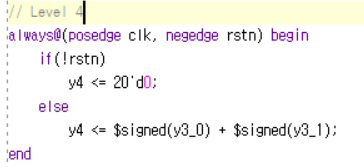 // Level 4
always@(posedge clk, negedge rstn) begin
if(!rstn)
y4 <= 20'd0;
else
y4 <= $signed(y3_0) + $signed(y3_1);
end